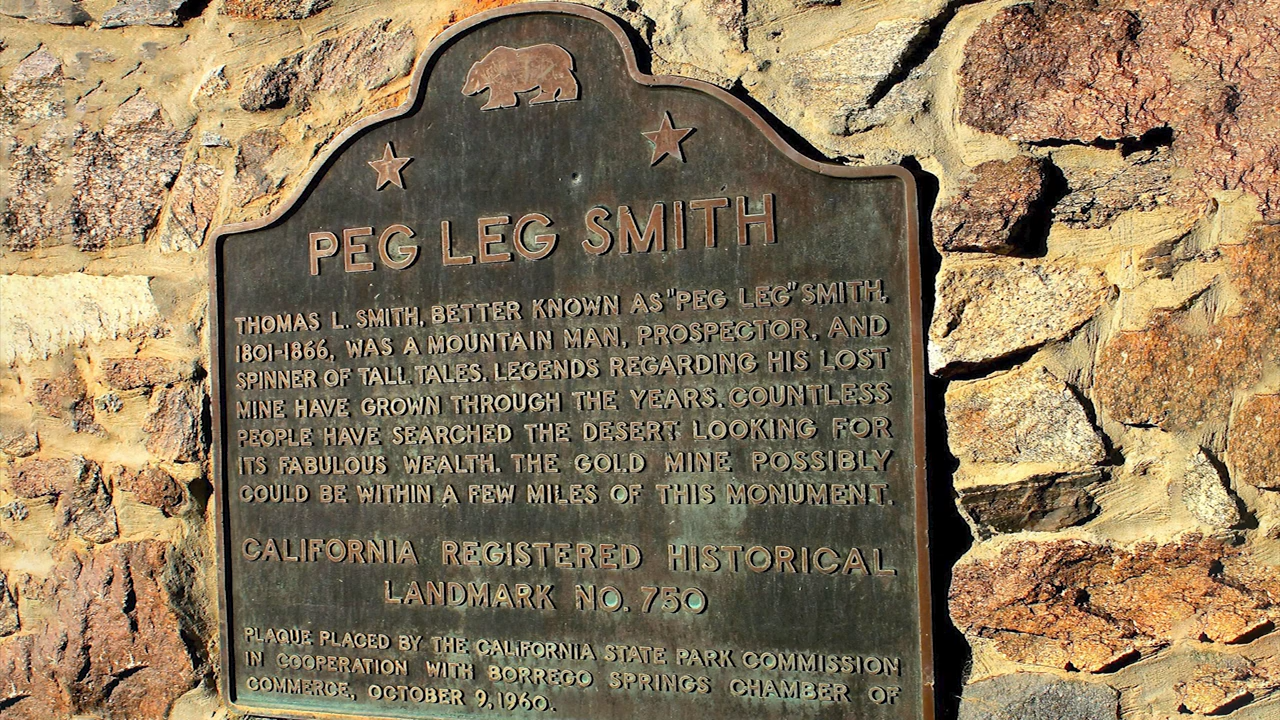 PEG LEG SMITH
THOMAS L. SMITH, BETTER KNOWN AS "PEG LEG" SMITH,
1801-1866, WAS A MOUNTAIN MAN, PROSPECTOR, AND
SPINNER OF TALL TALES. LEGENDS REGARDING HIS LOST
MINE HAVE GROWN THROUGH THE YEARS. COUNTLESS
PEOPLE HAVE SEARCHED THE DESERT LOOKING FOR
ITS FABULOUS WEALTH. THE GOLD MINE POSSIBLY
COULD BE WITHIN A FEW MILES OF THIS MONUMENT.
CALIFORNIA REGISTERED HISTORICAL
LANDMARK NO. 750
PLAQUE PLACED BY THE CALIFORNIA STATE PARK COMMISSION
IN COOPERATION WITH BORREGO SPRINGS CHAMBER OF
COMMERCE, OCTOBER 9, 1960.